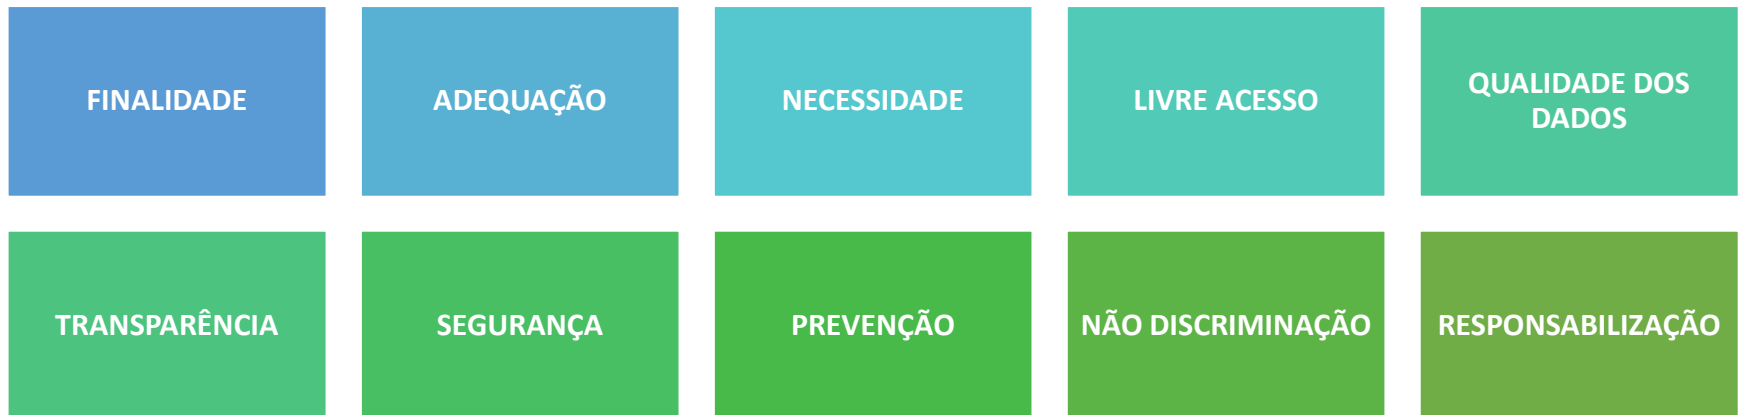 FINALIDADE
ADEQUAÇÃO
NECESSIDADE
LIVRE ACESSO
QUALIDADE DOS
DADOS
TRANSPARÊNCIA
SEGURANÇA
PREVENÇÃO
NÃO DISCRIMINAÇÃO
RESPONSABILIZAÇÃO